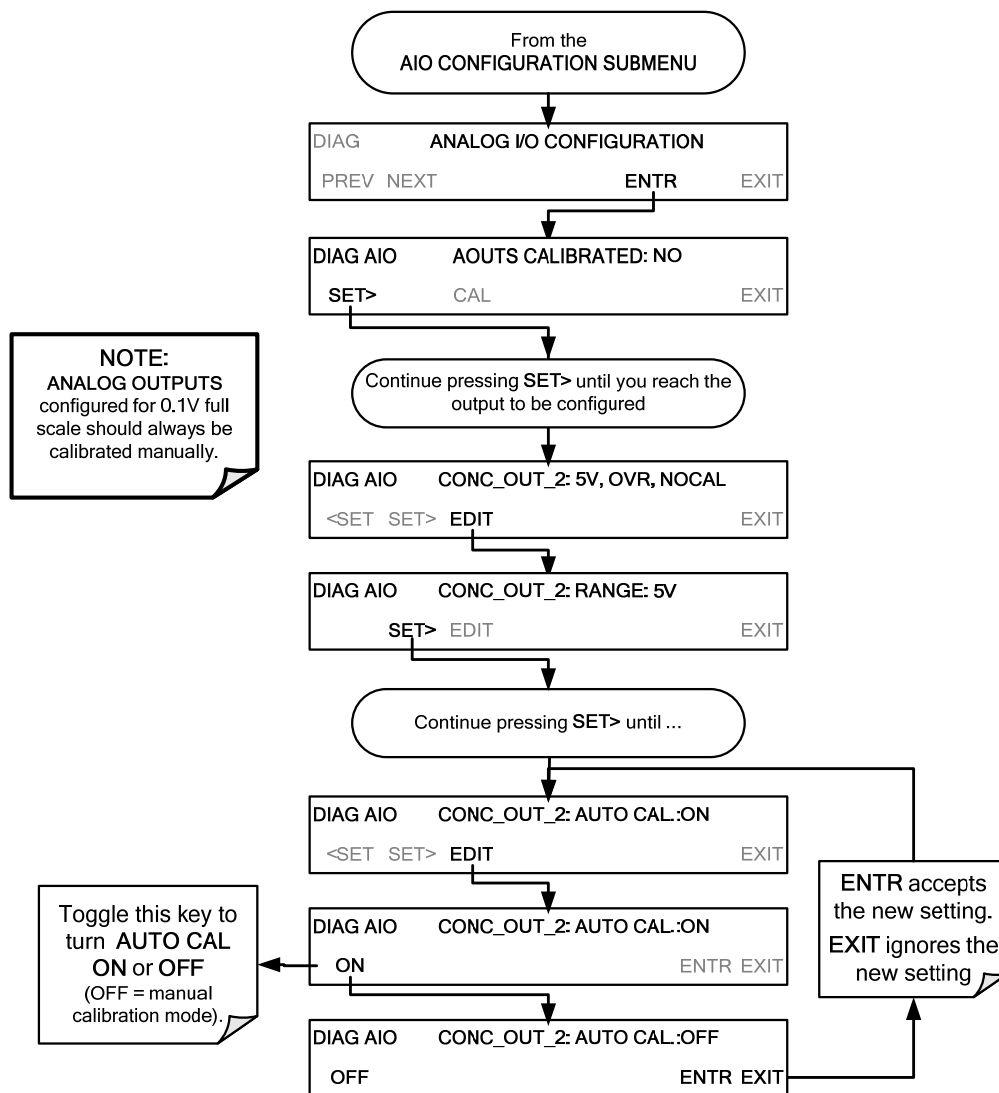 From the
AIO CONFIGURATION SUBMENU
DIAG ANALOG I/O CONFIGURATION
PREV NEXT ENTR EXIT
DIAG AIO AOUTS CALIBRATED: NO
SET> CAL EXIT
NOTE:
ANALOG OUTPUTS
configured for 0.1V full
scale should always be
calibrated manually.
Continue pressing SET> until you reach the
output to be configured
DIAG AIO CONC_OUT_2: 5V, OVR, NOCAL
<SET SET> EDIT EXIT
DIAG AIO CONC_OUT_2: RANGE: 5V
SET> EDIT EXIT
Continue pressing SET> until ...
DIAG AIO CONC_OUT_2: AUTO CAL.:ON
<SET SET> EDIT EXIT
Toggle this key to
turn AUTO CAL
ON or OFF
(OFF = manual
calibration mode).
DIAG AIO CONC_OUT_2: AUTO CAL.:ON
ON ENTR EXIT
ENTR accepts
the new setting.
EXIT ignores the
new setting
DIAG AIO CONC_OUT_2: AUTO CAL.:OFF
OFF ENTR EXIT